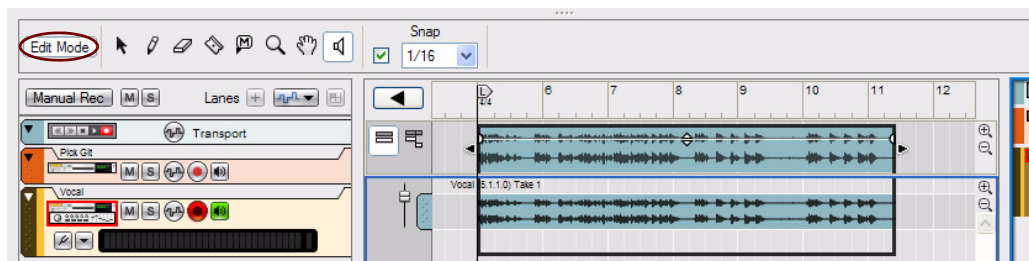 Snap
Edit Mode
M
1/16
Manual Rec M S Lanes
L 6 7 8 9 10 11 12
4/4
Transport
Pick Git
M S
Vocal Vocal (5.1.1.0) Take 1
M S